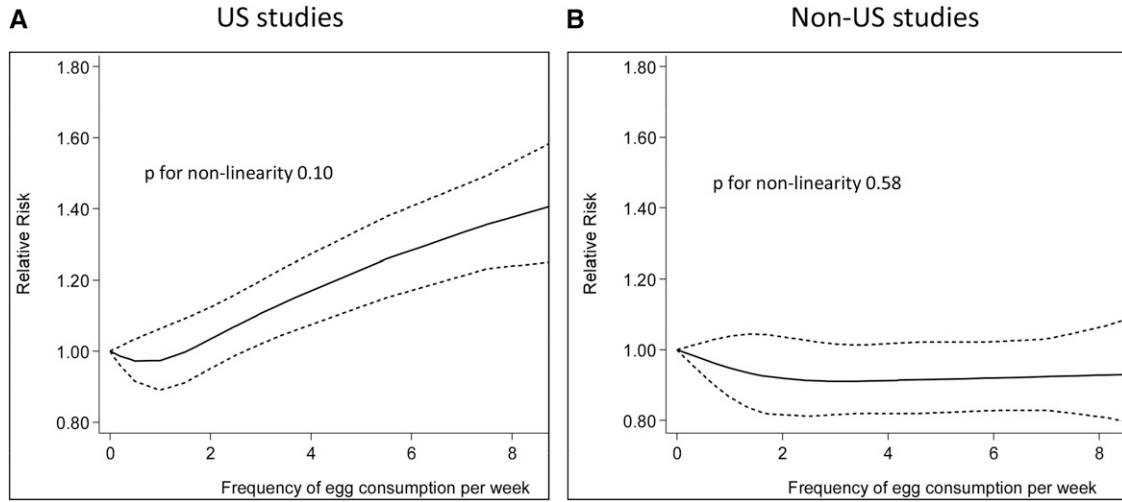 A
US studies
1.80
1.60
1.40
1.20
1.00
0.80
Relative Risk
p for non-linearity 0.10
0
2
4
6
8
Frequency of egg consumption per week
B
Non-US studies
1.80
1.60
1.40
1.20
1.00
0.80
Relative Risk
p for non-linearity 0.58
0
2
4
6
8
Frequency of egg consumption per week